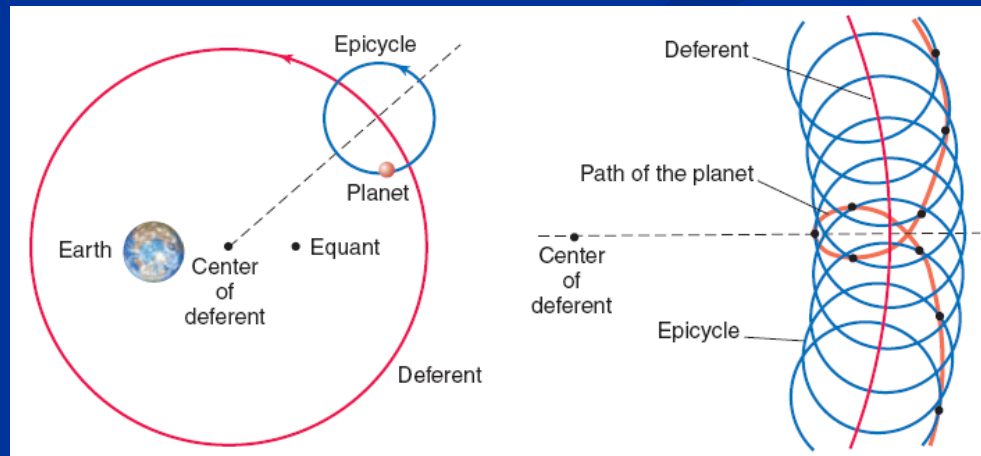 Epicycle
Planet
Earth
Center
of
deferent
Equant
Deferent
Deferent
Path of the planet
Center
of
deferent
Epicycle